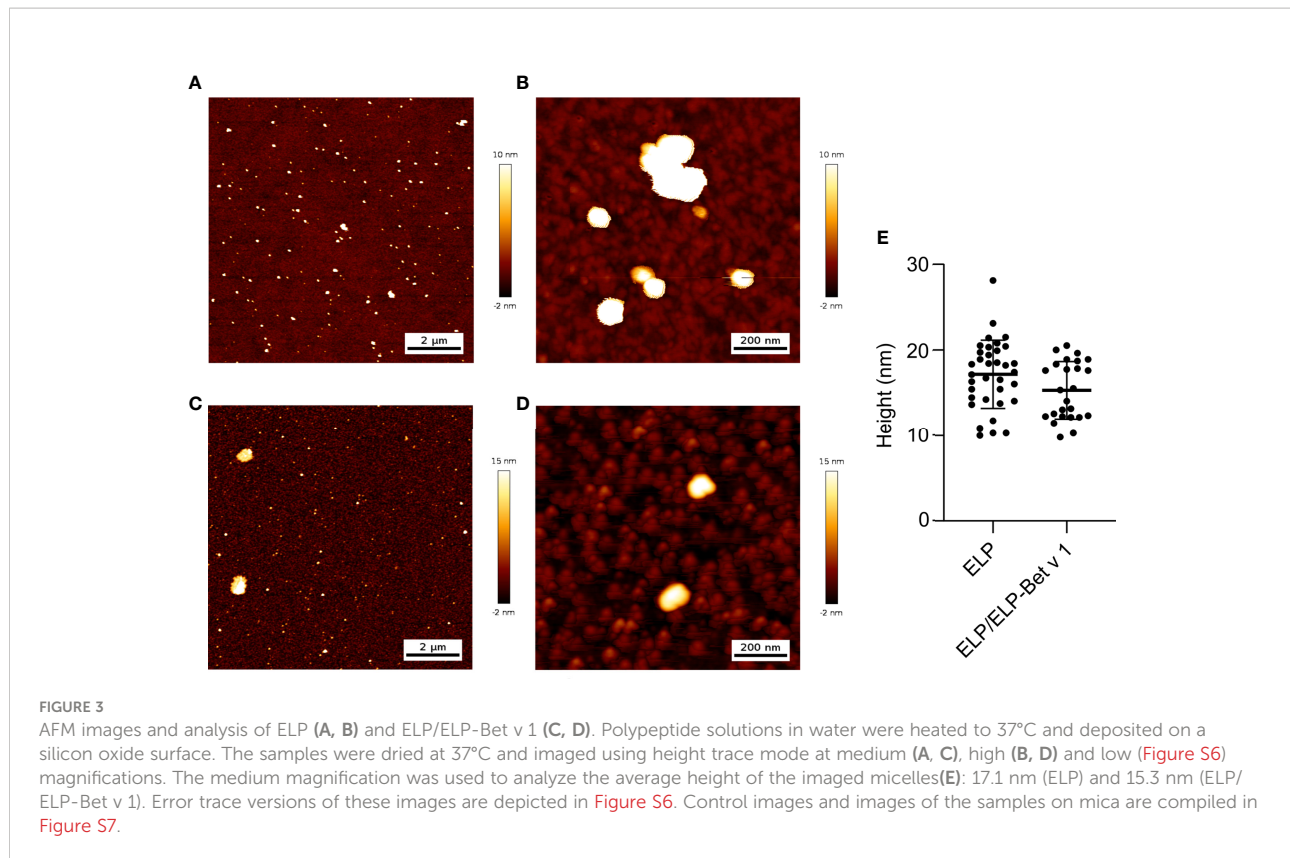 A
10 nm
-2 nm
2 µm
B
10 nm
-2 nm
200 nm
C
15 nm
-2 nm
2 µm
D
15 nm
-2 nm
200 nm
E
30
20
10
0
Height (nm)
ELP
ELP/ELP-Bet v 1
FIGURE 3
AFM images and analysis of ELP (A, B) and ELP/ELP-Bet v 1 (C, D). Polypeptide solutions in water were heated to 37°C and deposited on a
silicon oxide surface. The samples were dried at 37°C and imaged using height trace mode at medium (A, C), high (B, D) and low (Figure S6)
magnifications. The medium magnification was used to analyze the average height of the imaged micelles(E): 17.1 nm (ELP) and 15.3 nm (ELP/
ELP-Bet v 1). Error trace versions of these images are depicted in Figure S6. Control images and images of the samples on mica are compiled in
Figure S7.